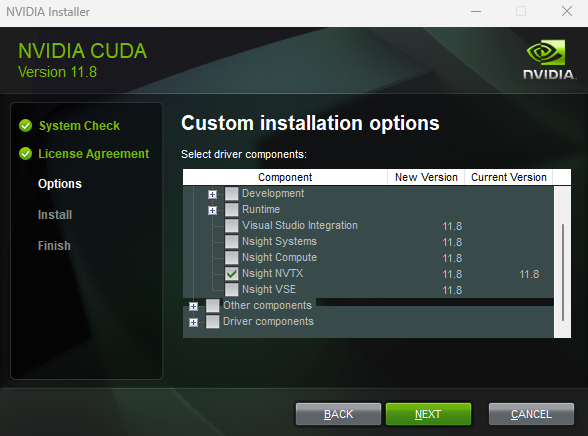 NVIDIA Installer
NVIDIA CUDA
Version 11.8
NVIDIA.
System Check
License Agreement
Options
Install
Finish
Custom installation options
Select driver components:
Component New Version Current Version
Development
Runtime
Visual Studio Integration 11.8
Nsight Systems 11.8
Nsight Compute 11.8
Nsight NVTX 11.8 11.8
Nsight VSE 11.8
Other components
Driver components
BACK NEXT CANCEL